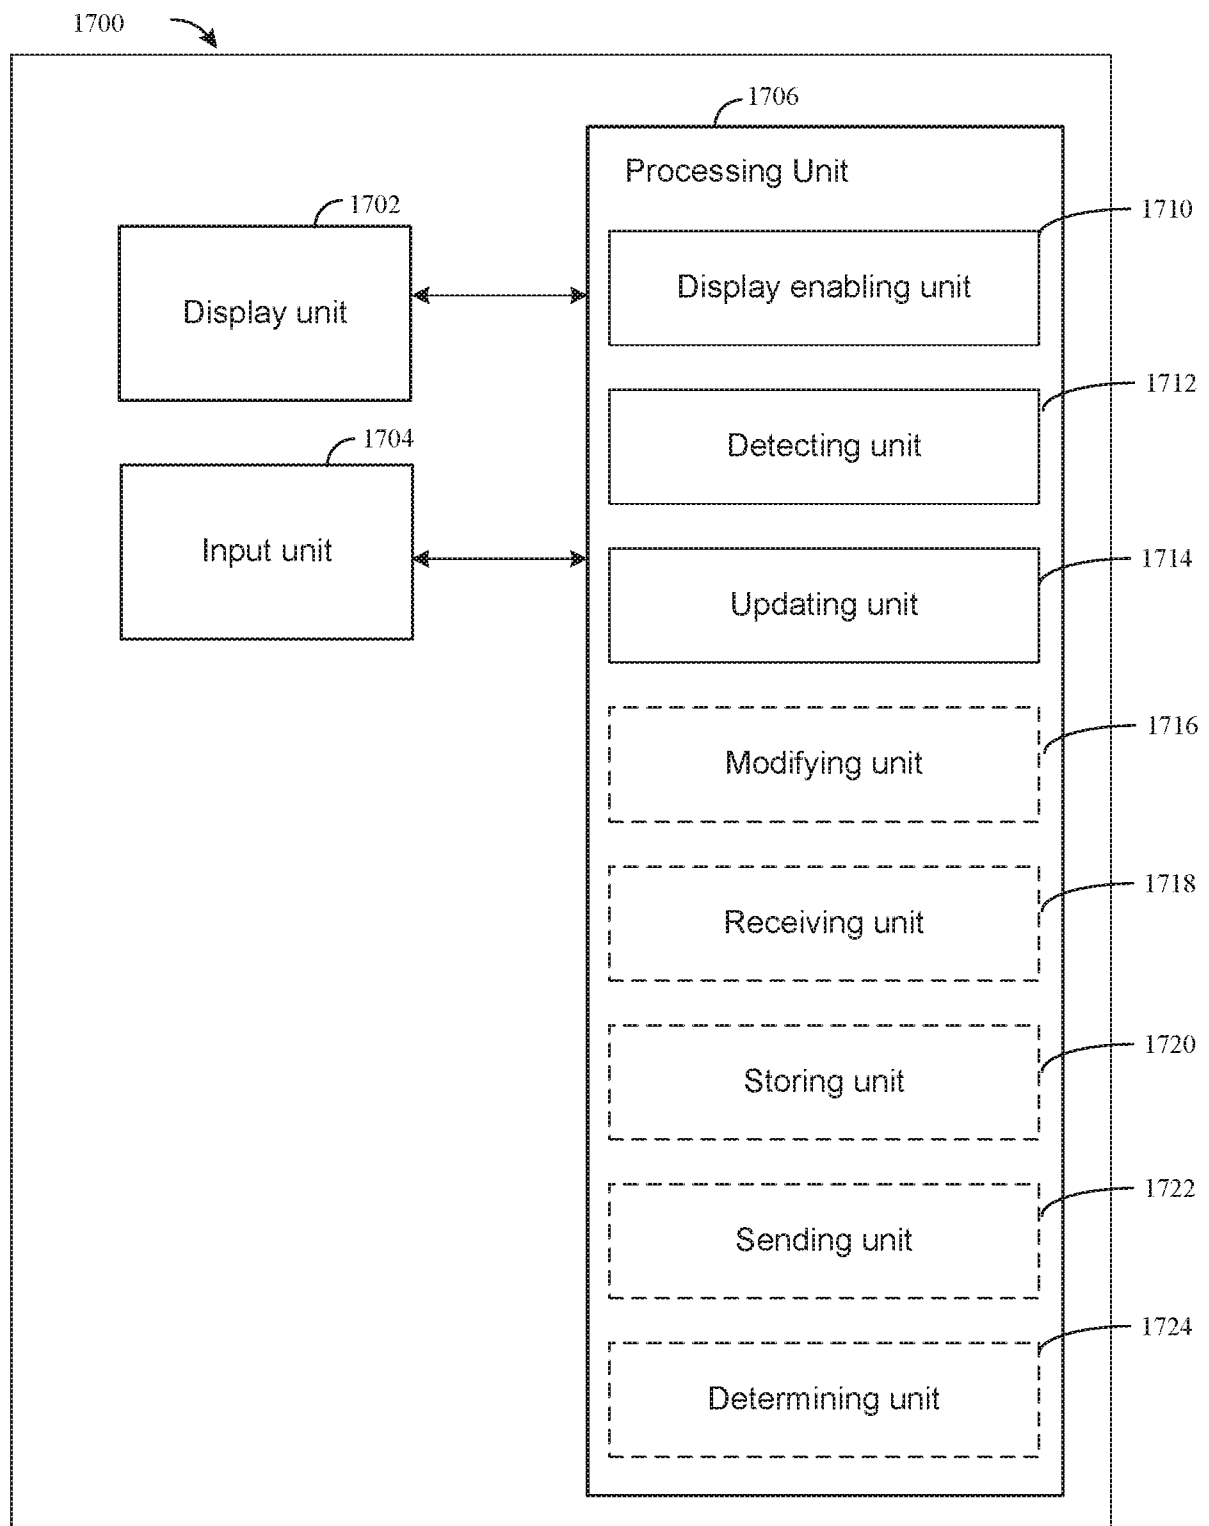 1700
1706
Processing Unit
1702
1710
Display unit
Display enabling unit
1712
1704
Detecting unit
Input unit
1714
Updating unit
1716
Modifying unit
1718
Receiving unit
1720
Storing unit
1722
Sending unit
1724
Determining unit